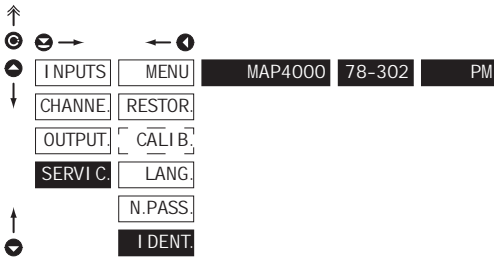 INPUTS MENU MAP4000 78-302 PM
CHANNE. RESTOR.
OUTPUT. CALIB.
SERVIC. LANG.
N.PASS.
IDENT.